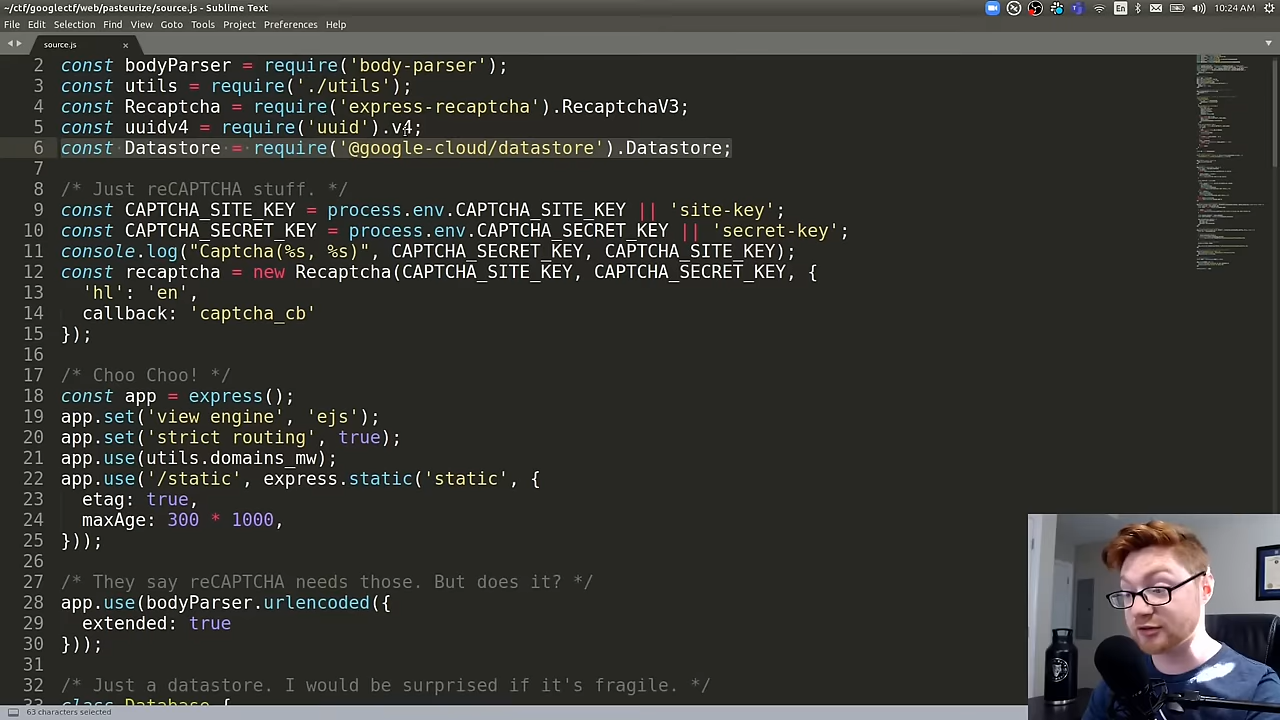 ~/ctf/googlectf/web/pasteurize/source.js - Sublime Text
En
10:24 AM
File Edit Selection Find View Goto Tools Project Preferences Help
source.js
2 const bodyParser = require('body-parser');
3 const utils = require('./utils');
4 const Recaptcha = require('express-recaptcha').RecaptchaV3;
5 const uuidv4 = require('uuid').v4;
6 const Datastore = require('@google-cloud/datastore').Datastore;
7
8 /* Just reCAPTCHA stuff. */
9 const CAPTCHA_SITE_KEY = process.env.CAPTCHA_SITE_KEY || 'site-key';
10 const CAPTCHA_SECRET_KEY = process.env.CAPTCHA_SECRET_KEY || 'secret-key';
11 console.log("Captcha(%s, %s)", CAPTCHA_SECRET_KEY, CAPTCHA_SITE_KEY);
12 const recaptcha = new Recaptcha(CAPTCHA_SITE_KEY, CAPTCHA_SECRET_KEY, {
13 'hl': 'en',
14 callback: 'captcha_cb'
15 });
16
17 /* Choo Choo! */
18 const app = express();
19 app.set('view engine', 'ejs');
20 app.set('strict routing', true);
21 app.use(utils.domains_mw);
22 app.use('/static', express.static('static', {
23 etag: true,
24 maxAge: 300 * 1000,
25 }));
26
27 /* They say reCAPTCHA needs those. But does it? */
28 app.use(bodyParser.urlencoded({
29 extended: true
30 }));
31
32 /* Just a datastore. I would be surprised if it's fragile. */
33 class Database {
63 characters selected